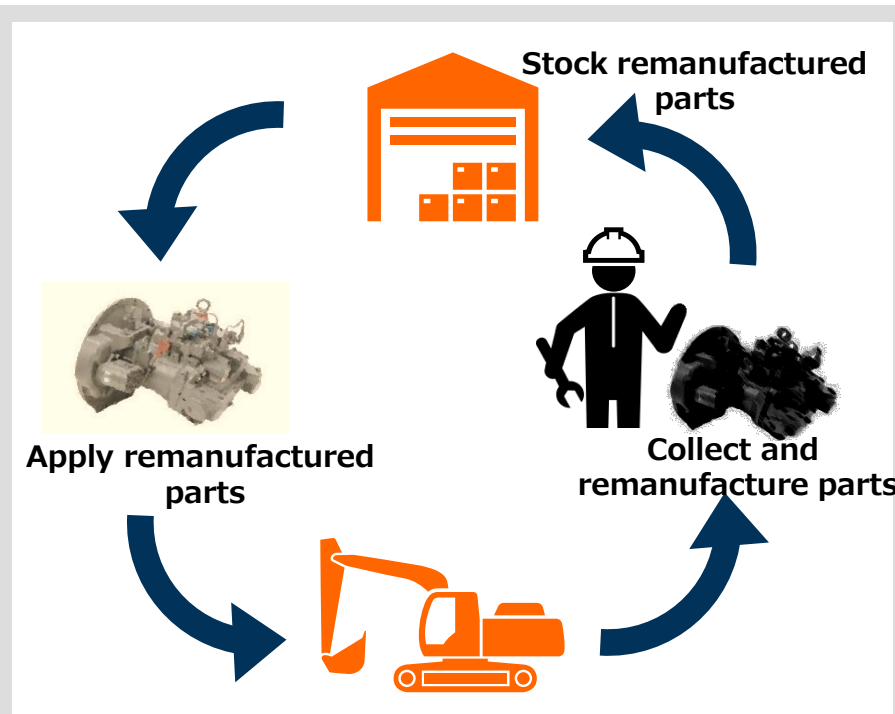 Stock remanufactured
parts
Apply remanufactured
parts
Collect and
remanufacture parts